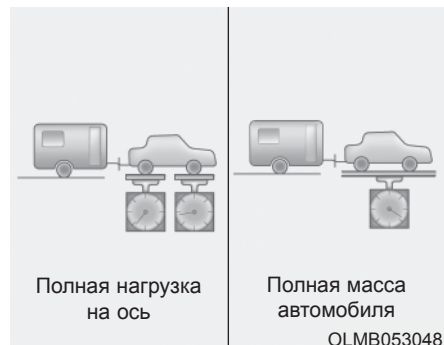 Полная нагрузка
на ось
Полная масса
автомобиля
OLMB053048